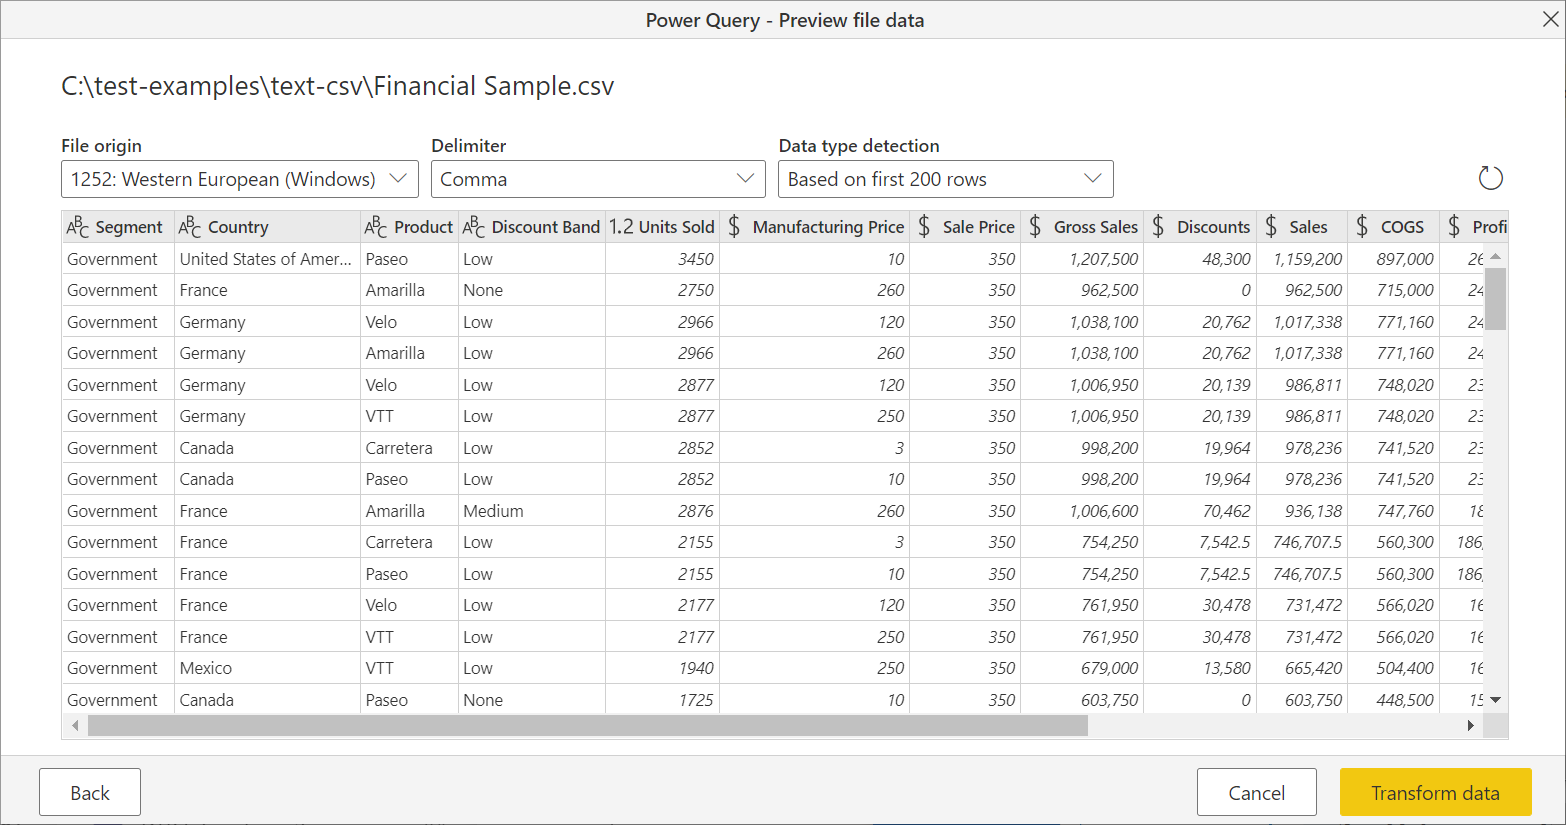 Power Query - Preview file data
C:\test-examples\text-csv\Financial Sample.csv
File origin Delimiter Data type detection
1252: Western European (Windows) Comma Based on first 200 rows
ABC Segment ABC Country ABC Product ABC Discount Band 1.2 Units Sold $ Manufacturing Price $ Sale Price $ Gross Sales $ Discounts $ Sales $ COGS $ Profi
Government United States of Amer... Paseo Low 3450 10 350 1,207,500 48,300 1,159,200 897,000 26
Government France Amarilla None 2750 260 350 962,500 0 962,500 715,000 24
Government Germany Velo Low 2966 120 350 1,038,100 20,762 1,017,338 771,160 24
Government Germany Amarilla Low 2966 260 350 1,038,100 20,762 1,017,338 771,160 24
Government Germany Velo Low 2877 120 350 1,006,950 20,139 986,811 748,020 23
Government Germany VTT Low 2877 250 350 1,006,950 20,139 986,811 748,020 23
Government Canada Carretera Low 2852 3 350 998,200 19,964 978,236 741,520 23
Government Canada Paseo Low 2852 10 350 998,200 19,964 978,236 741,520 23
Government France Amarilla Medium 2876 260 350 1,006,600 70,462 936,138 747,760 18
Government France Carretera Low 2155 3 350 754,250 7,542.5 746,707.5 560,300 186,
Government France Paseo Low 2155 10 350 754,250 7,542.5 746,707.5 560,300 186,
Government France Velo Low 2177 120 350 761,950 30,478 731,472 566,020 16
Government France VTT Low 2177 250 350 761,950 30,478 731,472 566,020 16
Government Mexico VTT Low 1940 250 350 679,000 13,580 665,420 504,400 16
Government Canada Paseo None 1725 10 350 603,750 0 603,750 448,500 15
Back Cancel Transform data